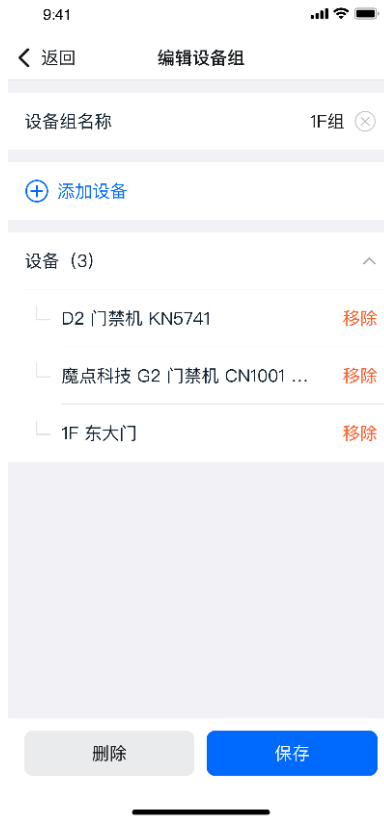 9:41
返回
编辑设备组
设备组名称
1F组
添加设备
设备（3）
D2 门禁机 KN5741
移除
魔点科技 G2 门禁机 CN1001 ...
移除
1F 东大门
移除
删除
保存